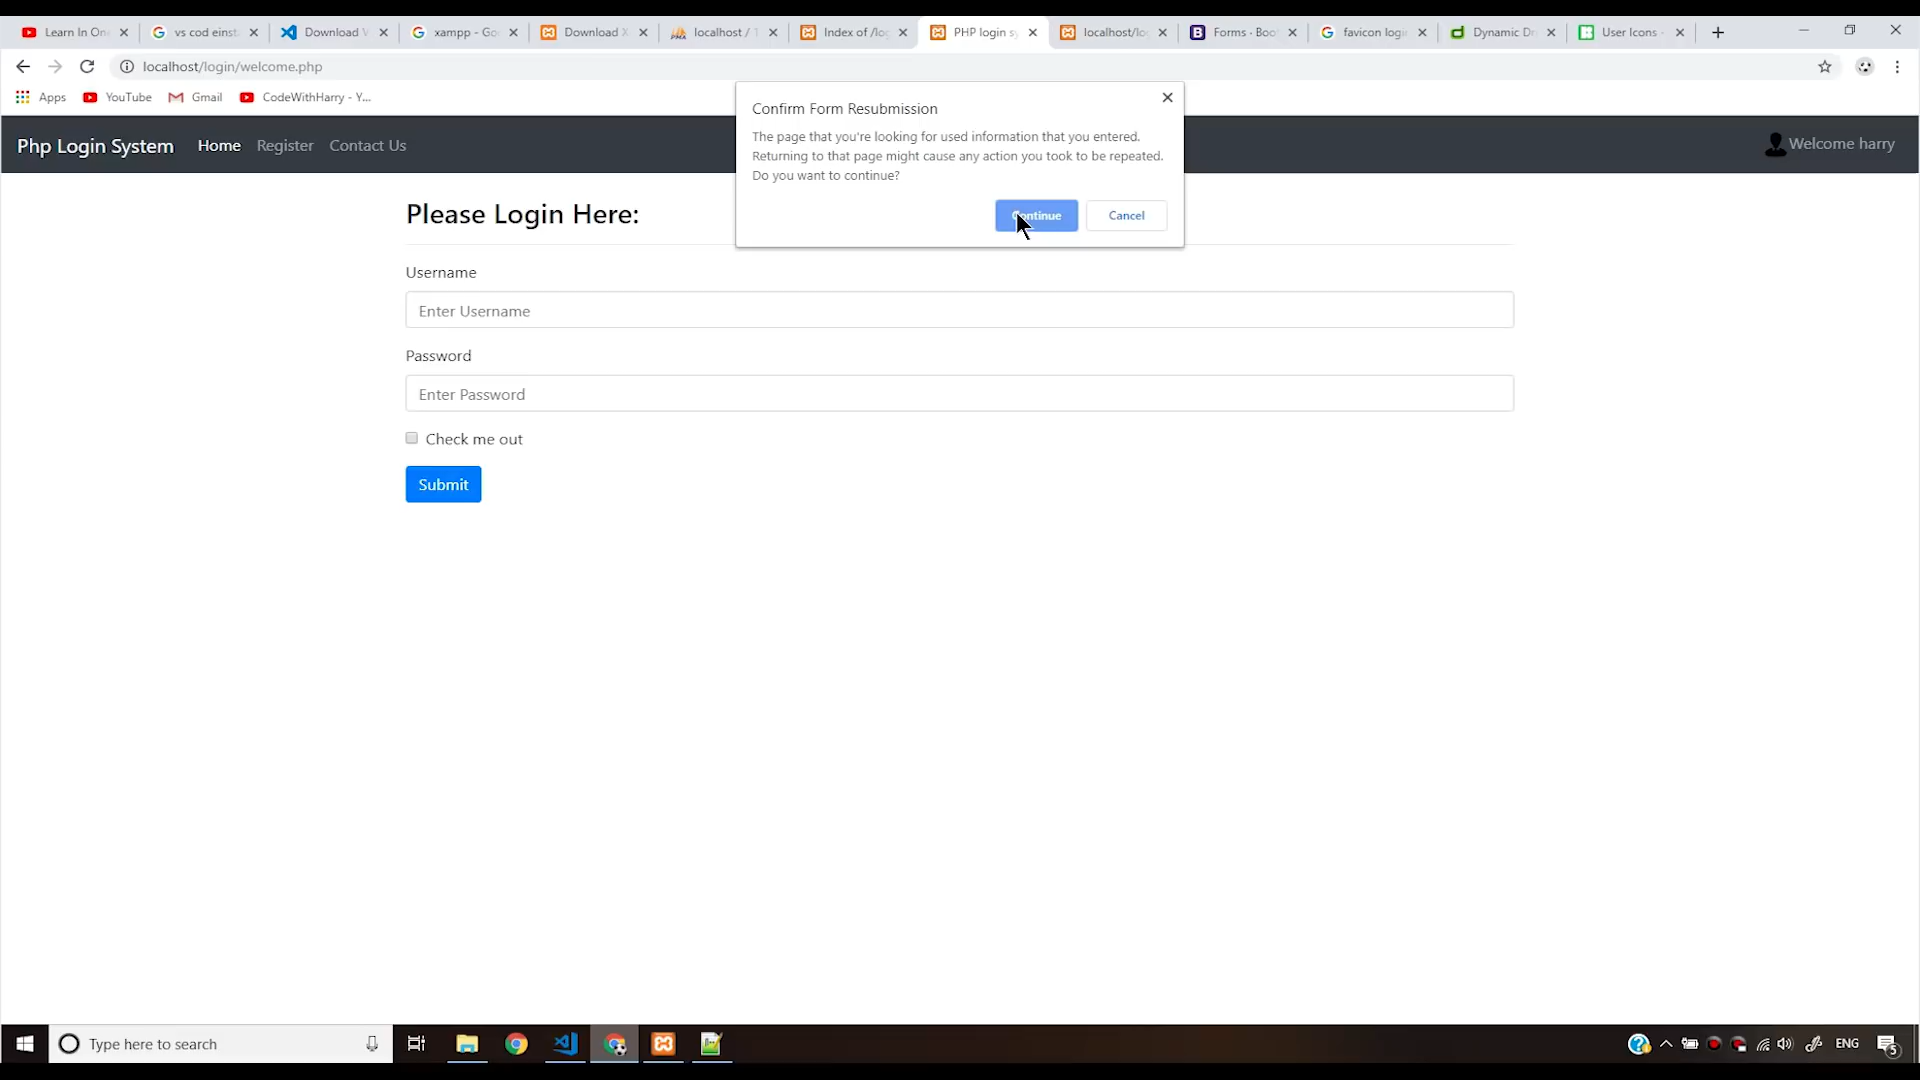 Learn In On
vs cod einst
Download V
xampp - Go
Download X
localhost / 1
Index of /log
PHP login sy
localhost/lo
Forms - Boo
favicon logi
Dynamic Dr
User Icons -
localhost/login/welcome.php
Apps
YouTube
Gmail
CodeWithHarry - Y...
Php Login System
Home
Register
Contact Us
Welcome harry
Confirm Form Resubmission
The page that you're looking for used information that you entered.
Returning to that page might cause any action you took to be repeated.
Do you want to continue?
Continue
Cancel
Please Login Here:
Username
Enter Username
Password
Enter Password
Check me out
Submit
Type here to search
ENG
5